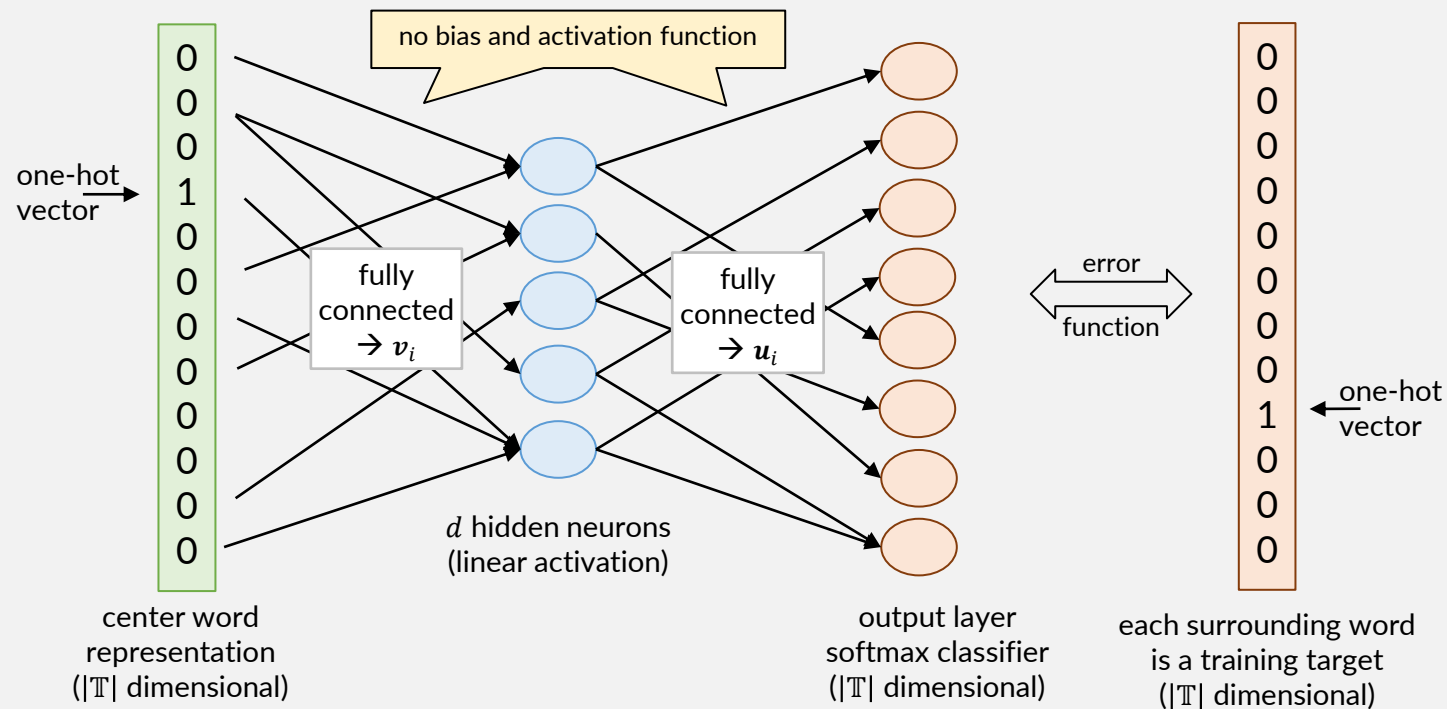 no bias and activation function
one-hot
vector
0
0
0
1
0
0
0
0
0
0
0
0
fully
connected
→ v_i
fully
connected
→ u_i
d hidden neurons
(linear activation)
center word
representation
(|𝕋| dimensional)
output layer
softmax classifier
(|𝕋| dimensional)
error
function
0
0
0
0
0
0
0
0
1
0
0
0
one-hot
vector
each surrounding word
is a training target
(|𝕋| dimensional)